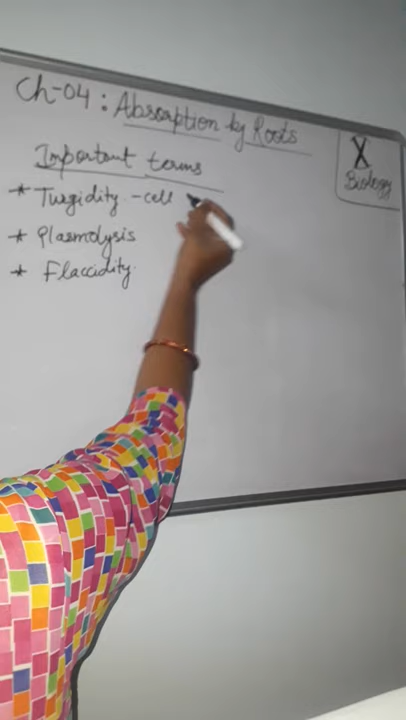 Ch-04 : Absorption by Roots
X
Biology
Important terms
* Turgidity - cell
* Plasmolysis
* Flaccidity.